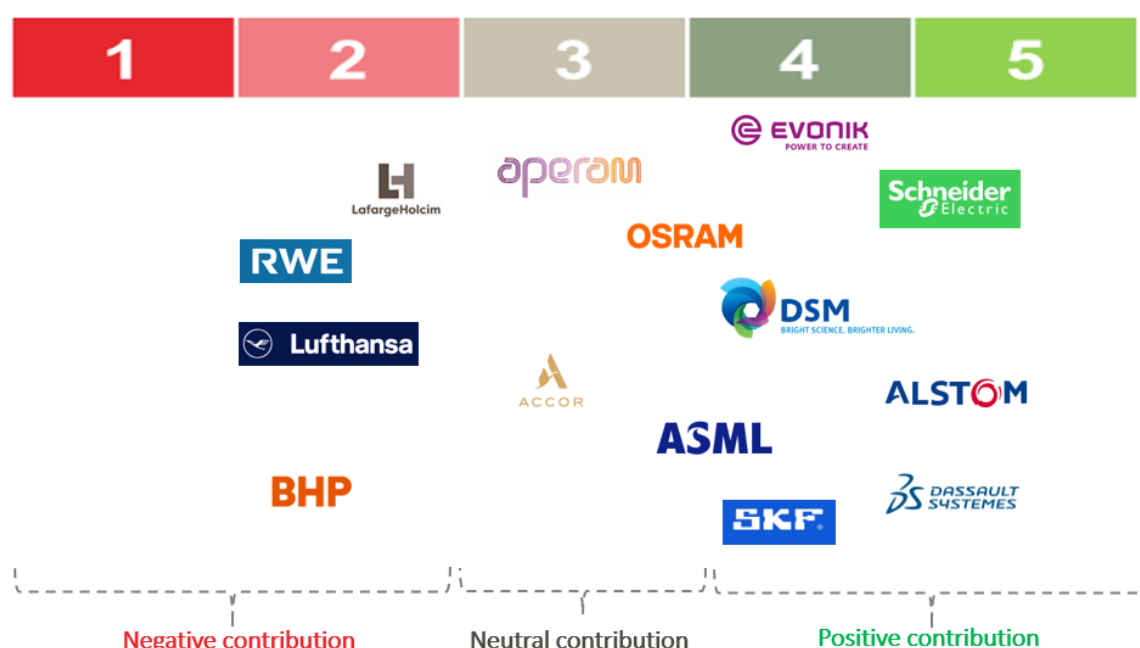 1 2 3 4 5
EVONIK
POWER TO CREATE
aperam
LafargeHolcim
Schneider
Electric
OSRAM
RWE
DSM
BRIGHT SCIENCE. BRIGHTER LIVING.
Lufthansa
ACCOR
ALSTOM
ASML
BHP
DASSAULT
SYSTEMES
SKF
Negative contribution Neutral contribution Positive contribution